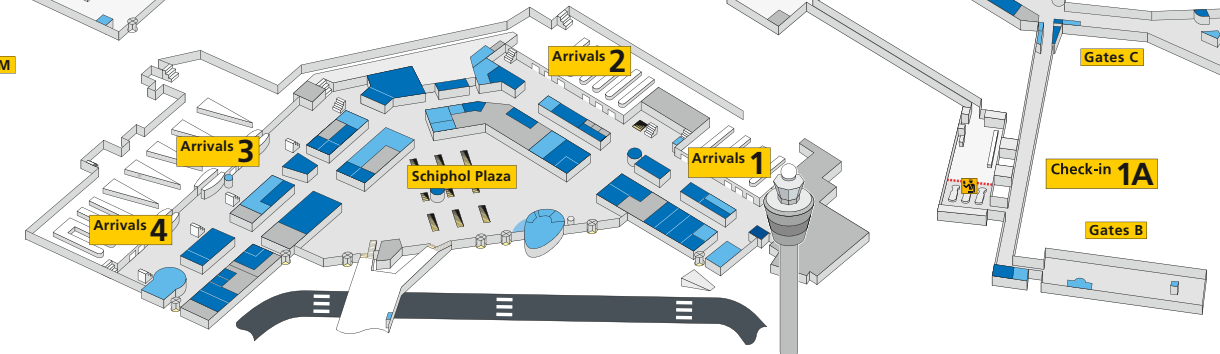 M
Arrivals 2
Gates C
Arrivals 3
Arrivals 1
Schiphol Plaza
Check-in 1A
Arrivals 4
Gates B